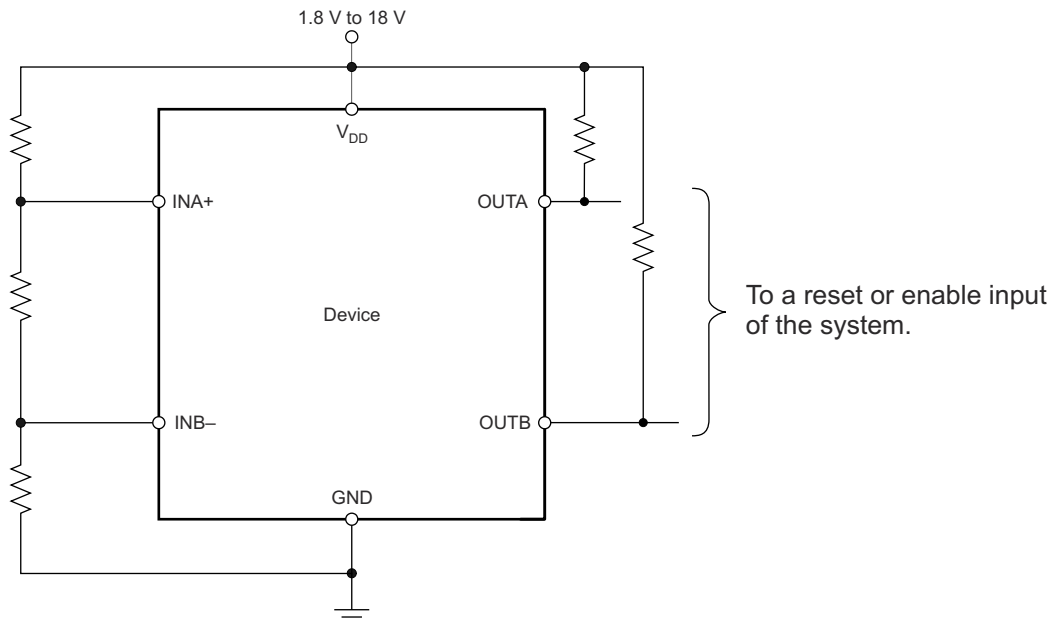 1.8 V to 18 V
VDD
INA+
OUTA
Device
To a reset or enable input
of the system.
INB–
OUTB
GND